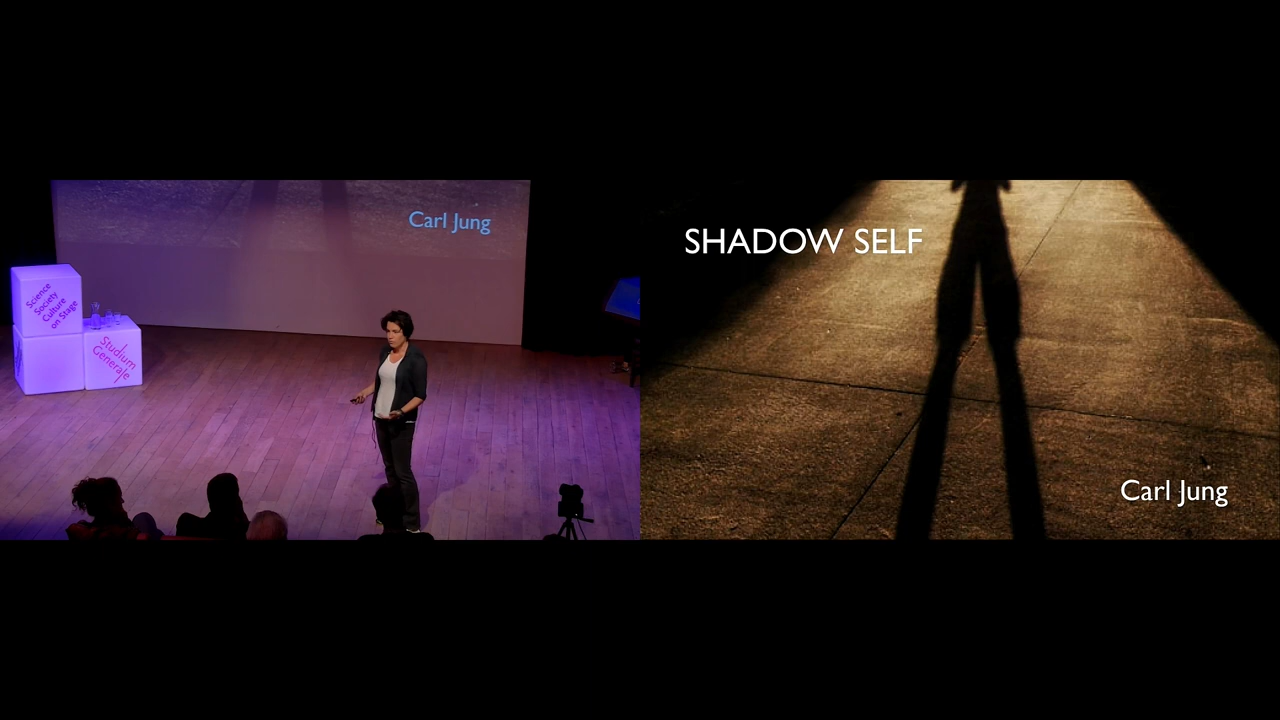 Carl Jung
Science
Society
Culture
on Stage
Studium
Generale
SHADOW SELF
Carl Jung